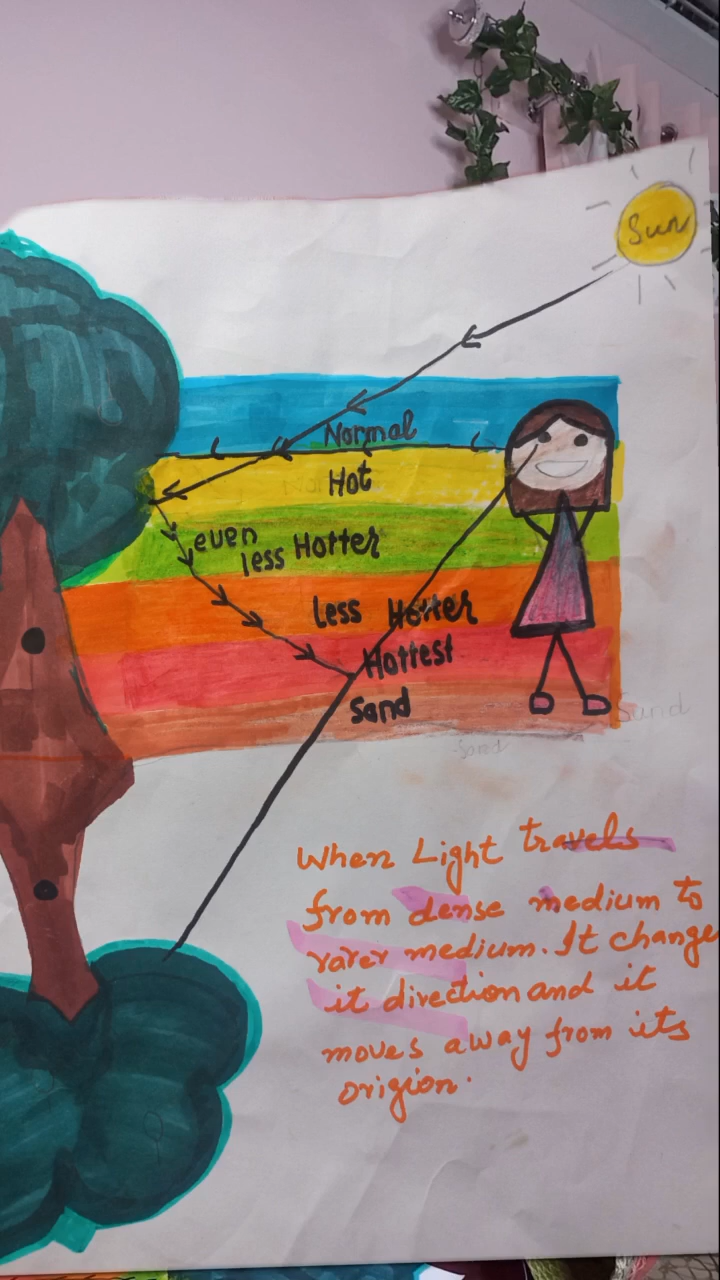 Sun
Normal
Hot
even
less Hotter
Less Hotter
Hottest
Sand
Sand
Sand
When Light travels
from dense medium to
rarer medium. It change
it direction and it
moves away from its
origion.